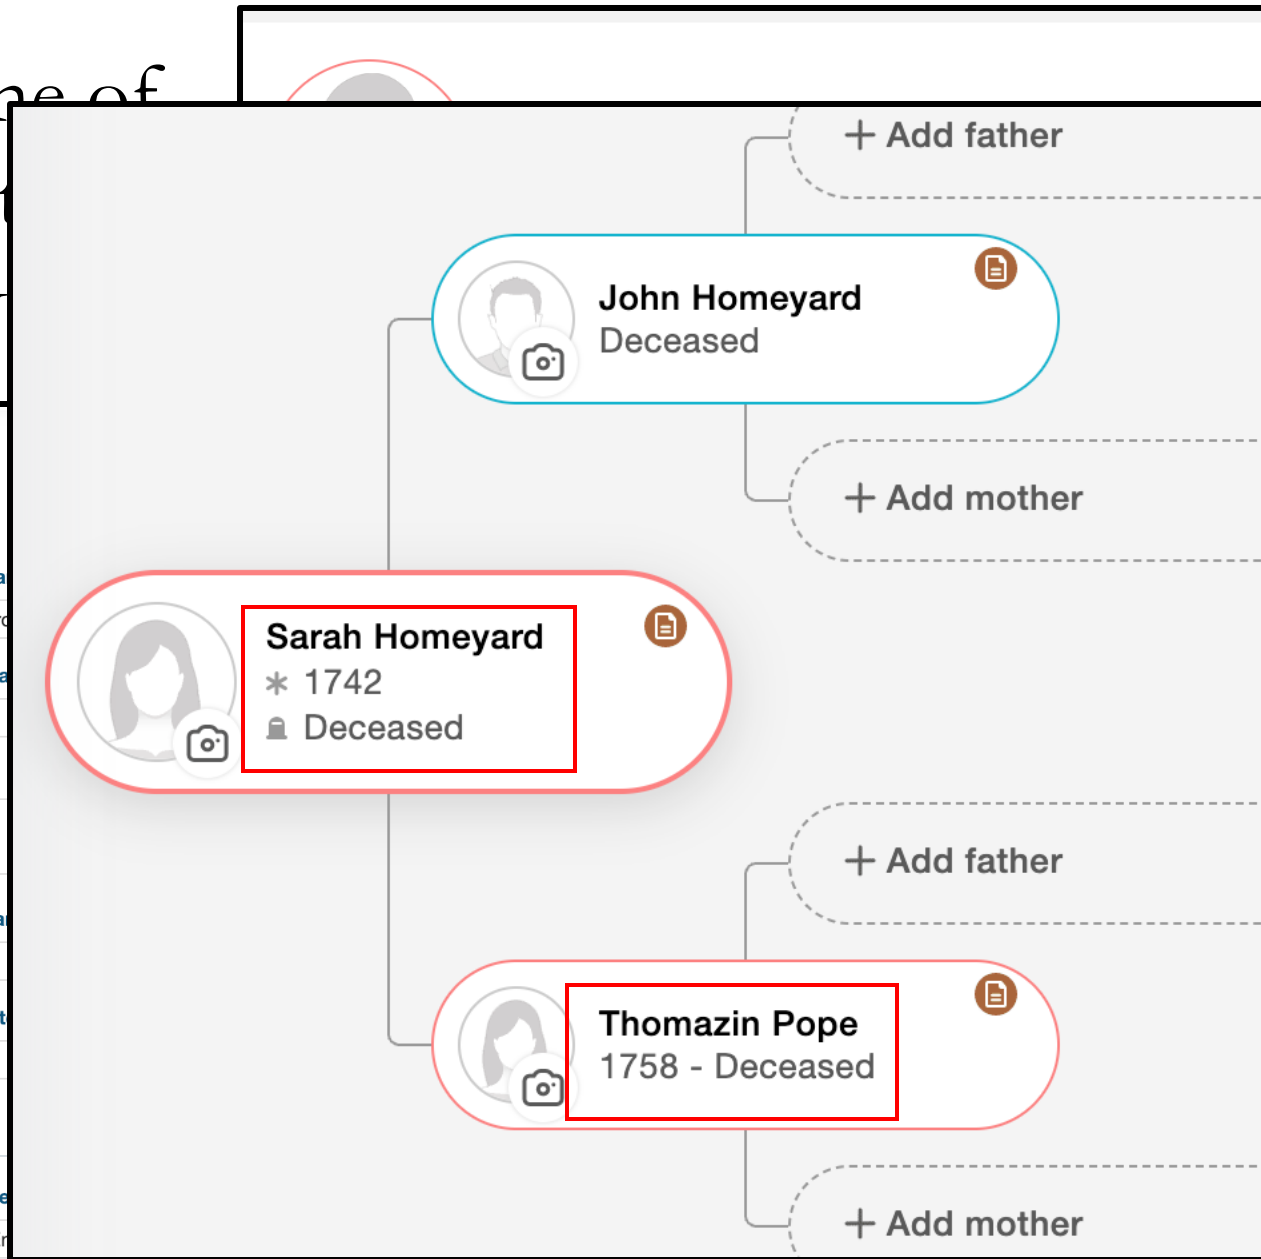 of
+ Add father
John Homeyard
Deceased
+ Add mother
Sarah Homeyard
* 1742
Deceased
+ Add father
Thomazin Pope
1758 - Deceased
+ Add mother